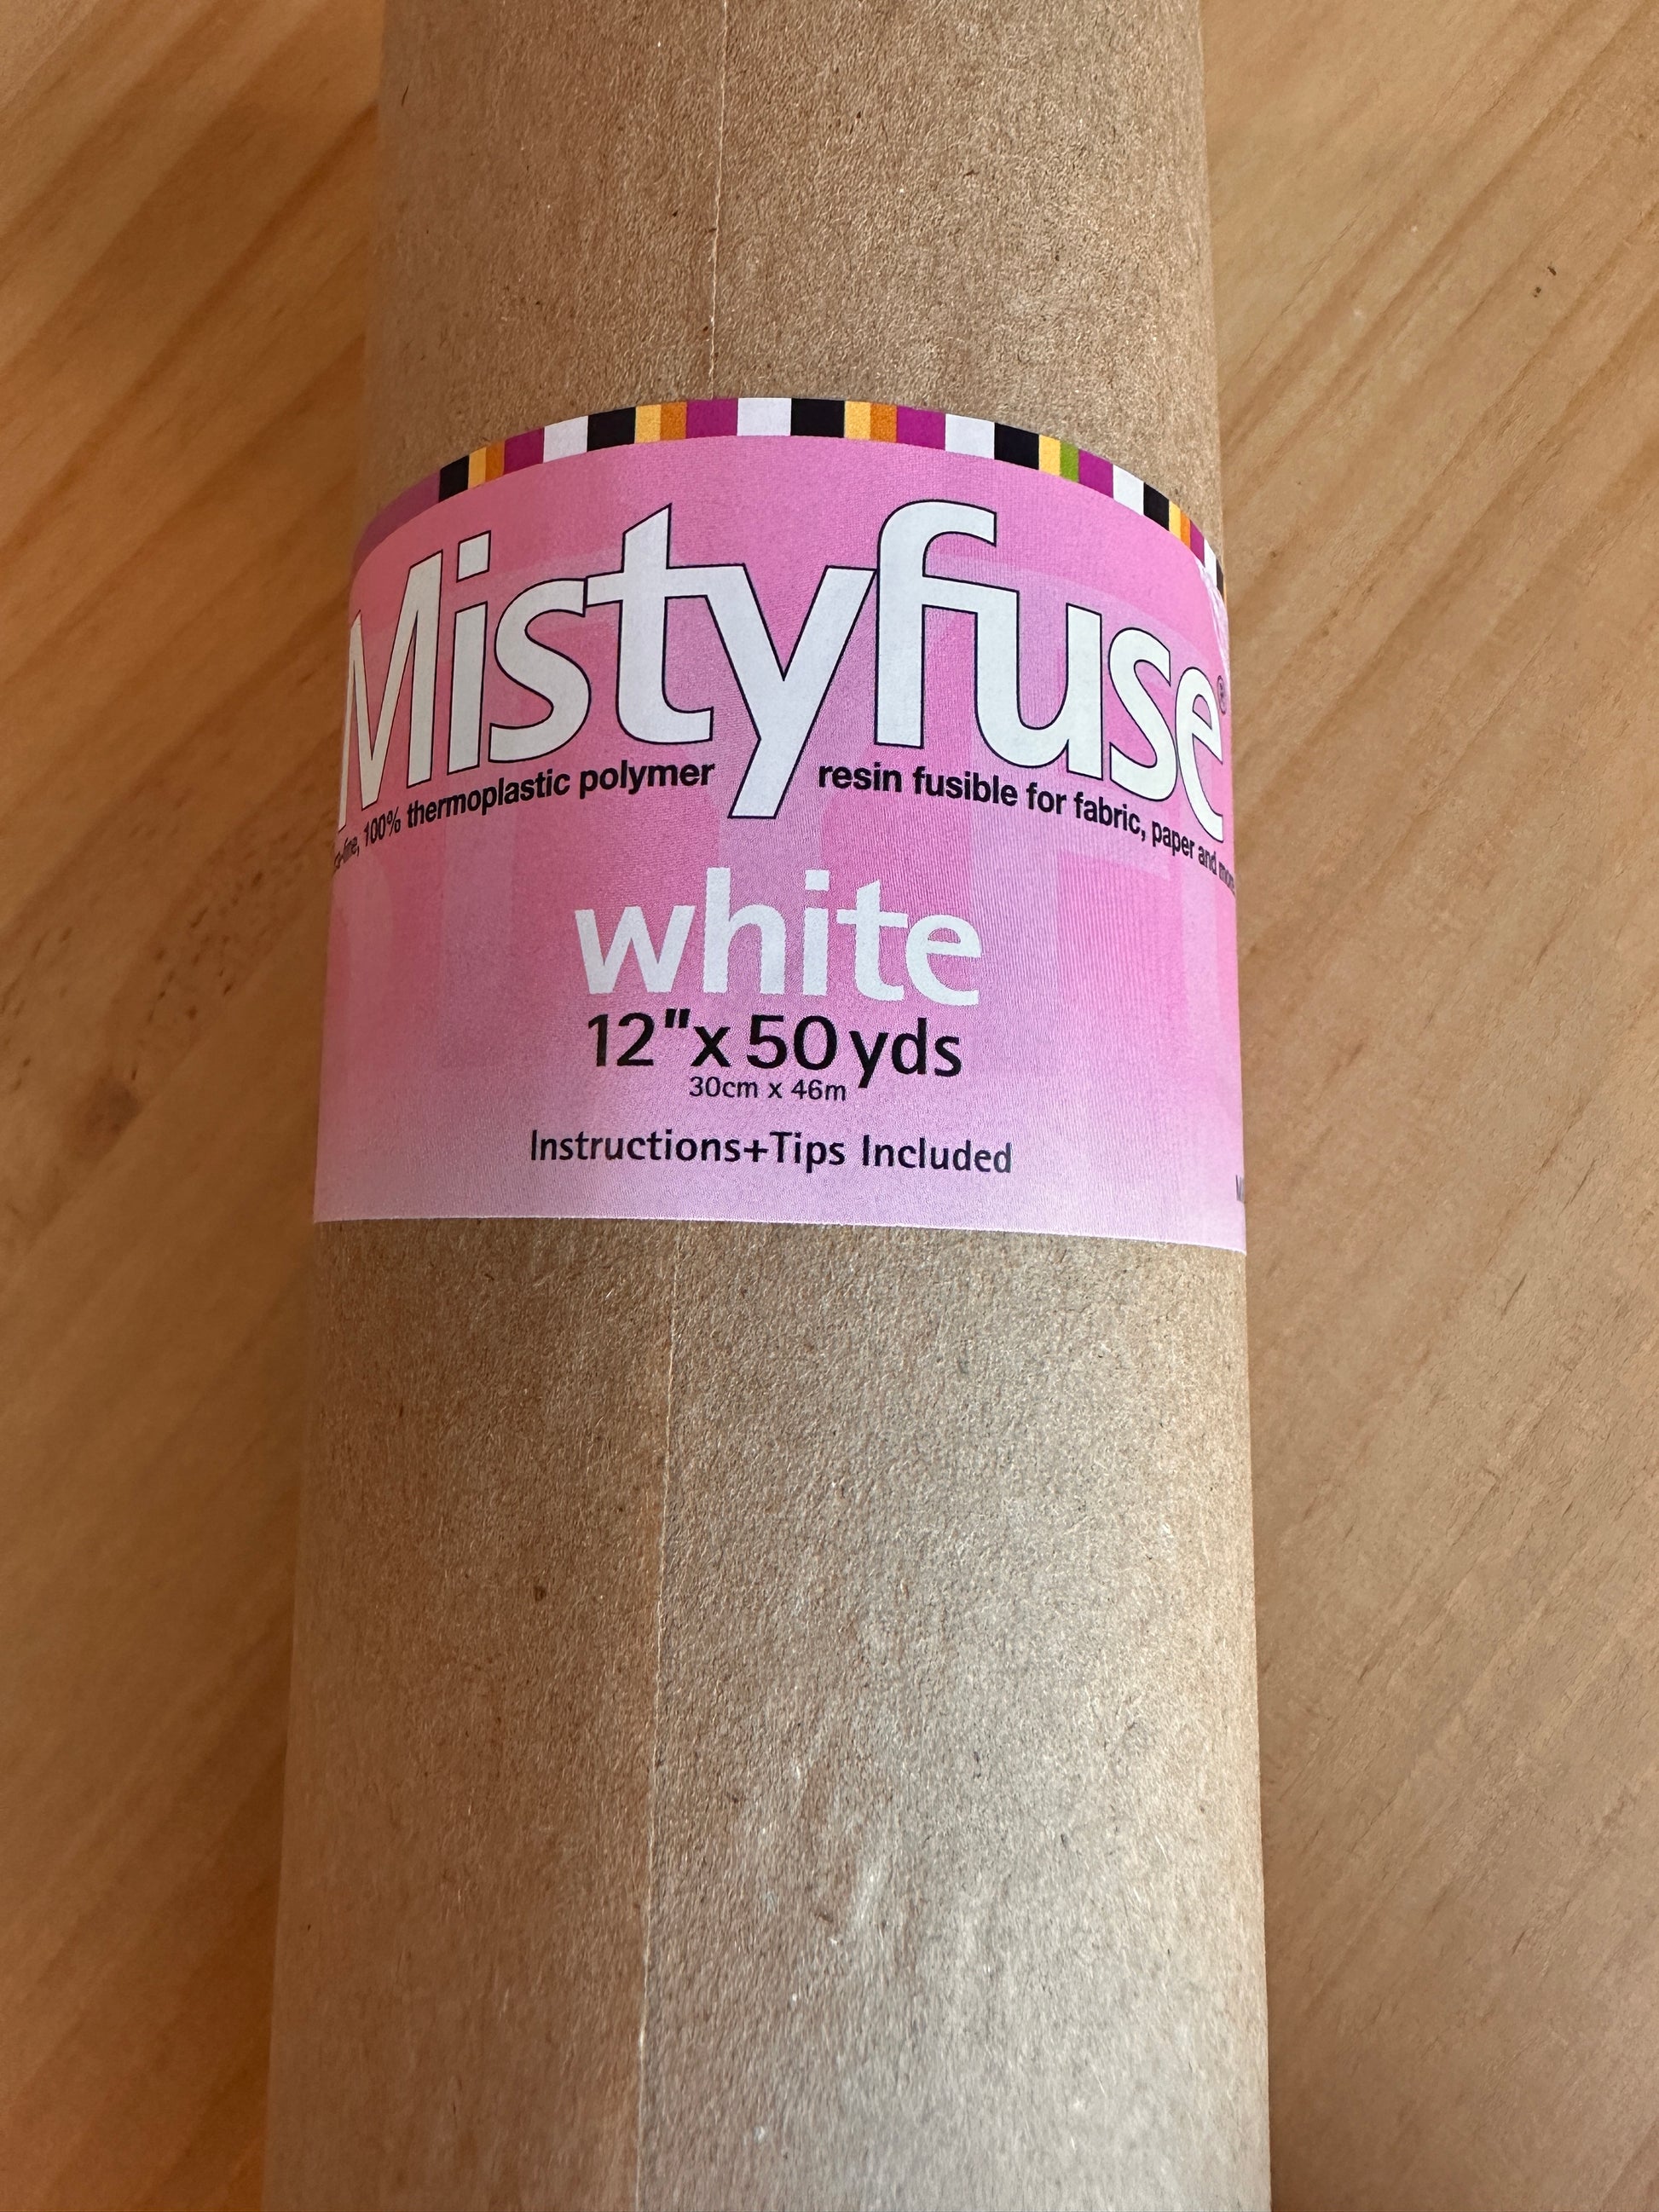 Mistyfuse®
100% thermoplastic polymer resin fusible for fabric, paper and more
white
12"x 50 yds
30cm x 46m
Instructions+Tips Included